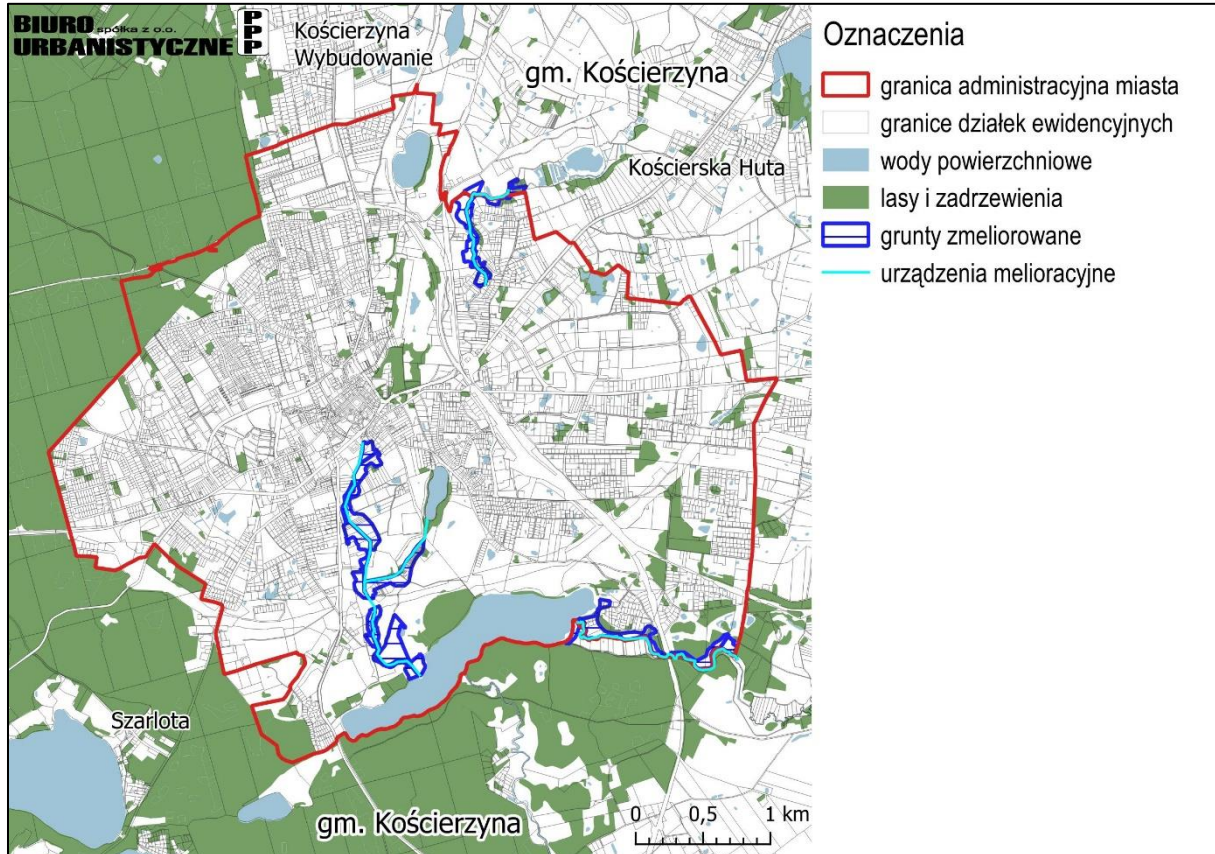 BIURO spółka z o.o.
URBANISTYCZNE
P
P
P
Kościerzyna
Wybudowanie
gm. Kościerzyna
Kościerska Huta
Szarlota
gm. Kościerzyna
0 0,5 1 km
Oznaczenia
granica administracyjna miasta
granice działek ewidencyjnych
wody powierzchniowe
lasy i zadrzewienia
grunty zmeliorowane
urządzenia melioracyjne